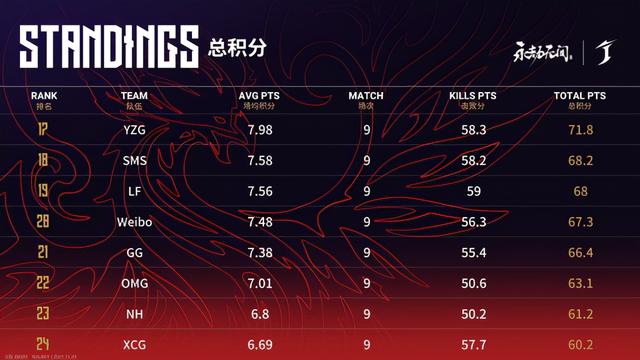 STANDINGS 总积分
永劫无间
RANK TEAM AVG PTS MATCH KILLS PTS TOTAL PTS
排名 队伍 场均积分 场次 击败分 总积分
17 YZG 7.98 9 58.3 71.8
18 SMS 7.58 9 58.2 68.2
19 LF 7.56 9 59 68
20 Weibo 7.48 9 56.3 67.3
21 GG 7.38 9 55.4 66.4
22 OMG 7.01 9 50.6 63.1
23 NH 6.8 9 50.2 61.2
24 XCG 6.69 9 57.7 60.2